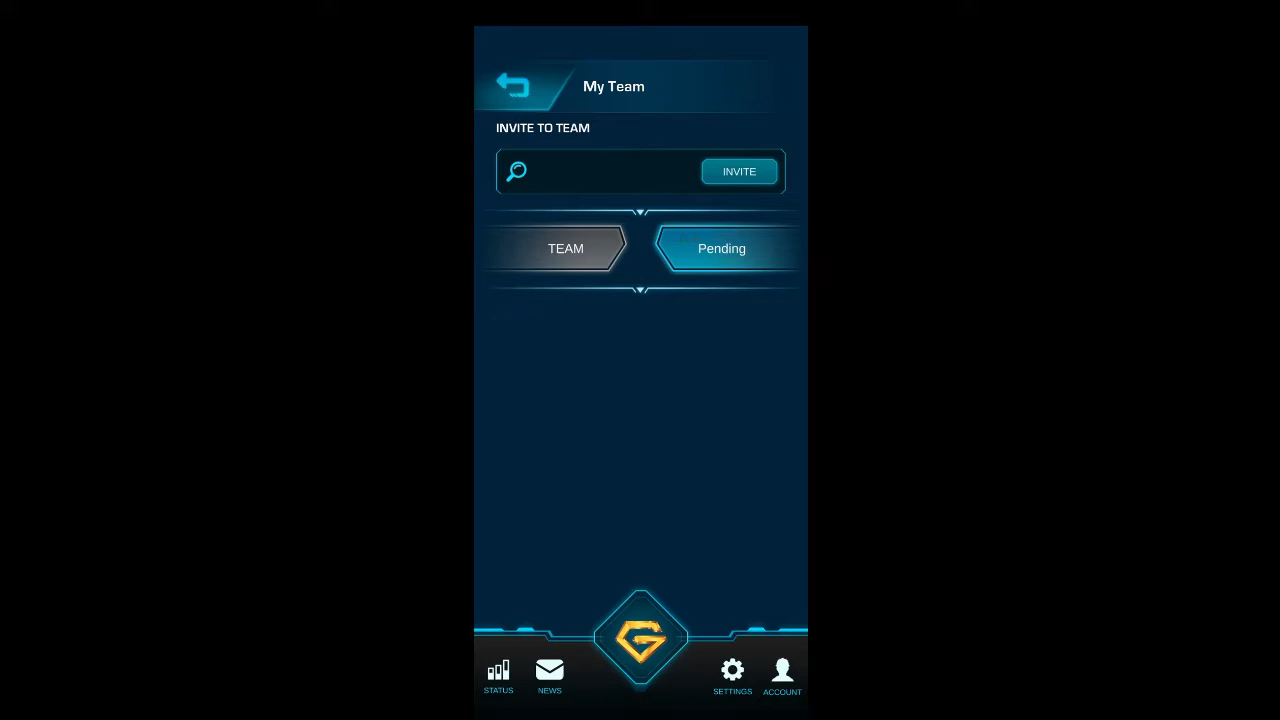 My Team
INVITE TO TEAM
INVITE
TEAM
Pending
STATUS
NEWS
SETTINGS
ACCOUNT